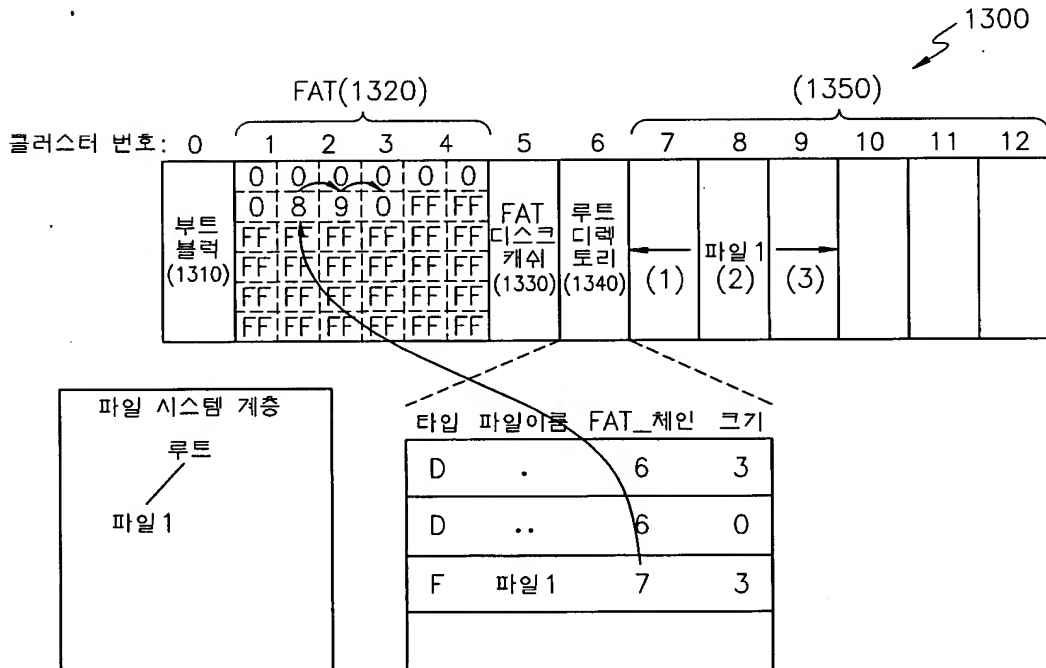 1300
FAT(1320)
(1350)
클러스터 번호: 0 1 2 3 4 5 6 7 8 9 10 11 12
부트
블럭
(1310)
0 0 0 0 0 0
0 8 9 0 FF FF
FF FF FF FF FF FF
FF FF FF FF FF FF
FF FF FF FF FF FF
FF FF FF FF FF FF
FAT
디스크
캐쉬
(1330)
루트
디렉
토리
(1340)
파일1
(1) (2) (3)
파일 시스템 계층
루트
파일1
타입 파일이름 FAT_체인 크기
D . 6 3
D .. 6 0
F 파일1 7 3